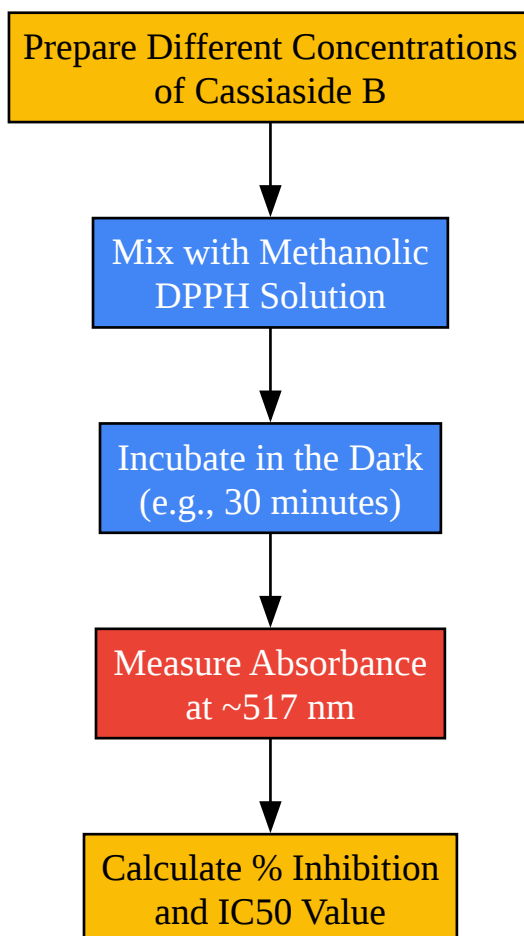 Prepare Different Concentrations
of Cassiaside B
Mix with Methanolic
DPPH Solution
Incubate in the Dark
(e.g., 30 minutes)
Measure Absorbance
at ~517 nm
Calculate % Inhibition
and IC50 Value